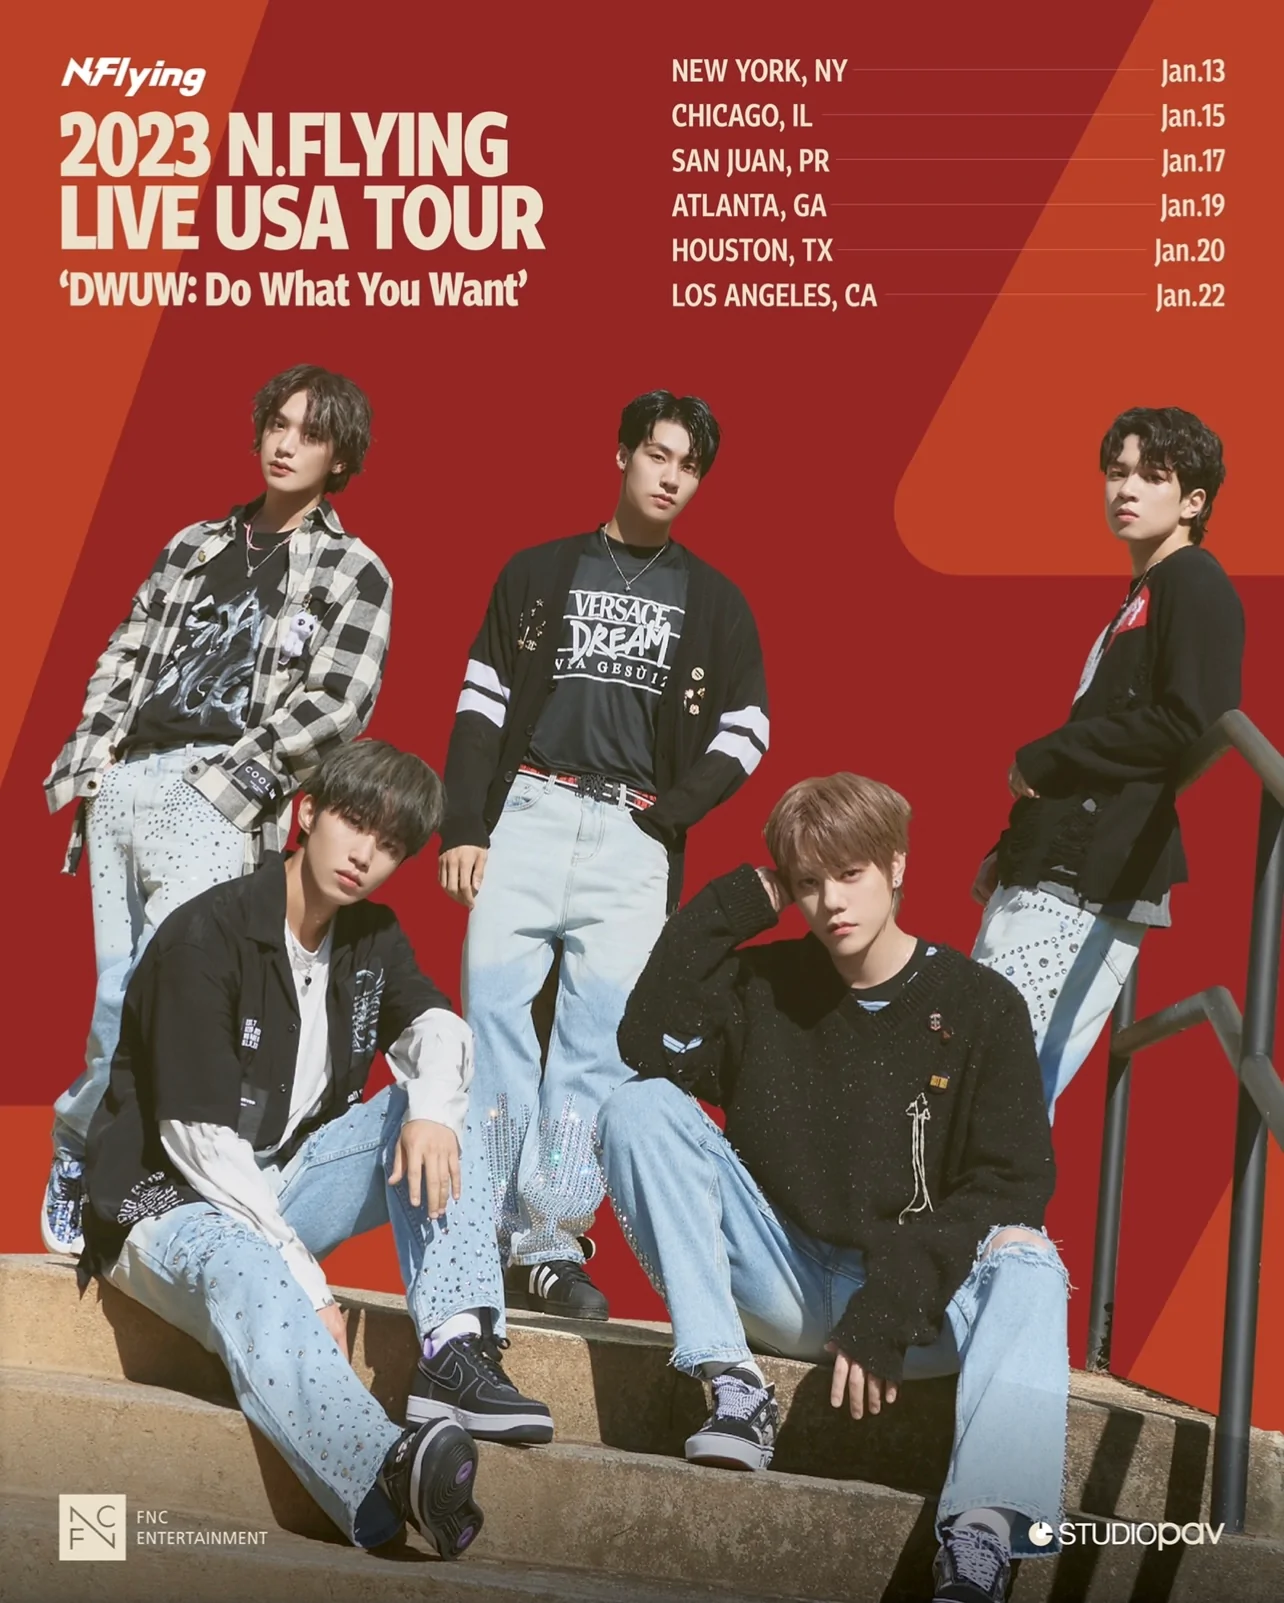 N.Flying
2023 N.FLYING
LIVE USA TOUR
‘DWUW: Do What You Want’
NEW YORK, NY Jan.13
CHICAGO, IL Jan.15
SAN JUAN, PR Jan.17
ATLANTA, GA Jan.19
HOUSTON, TX Jan.20
LOS ANGELES, CA Jan.22
VERSACE
DREAM
VIA GESÙ 12
NC
FN
FNC
ENTERTAINMENT
STUDIOpav